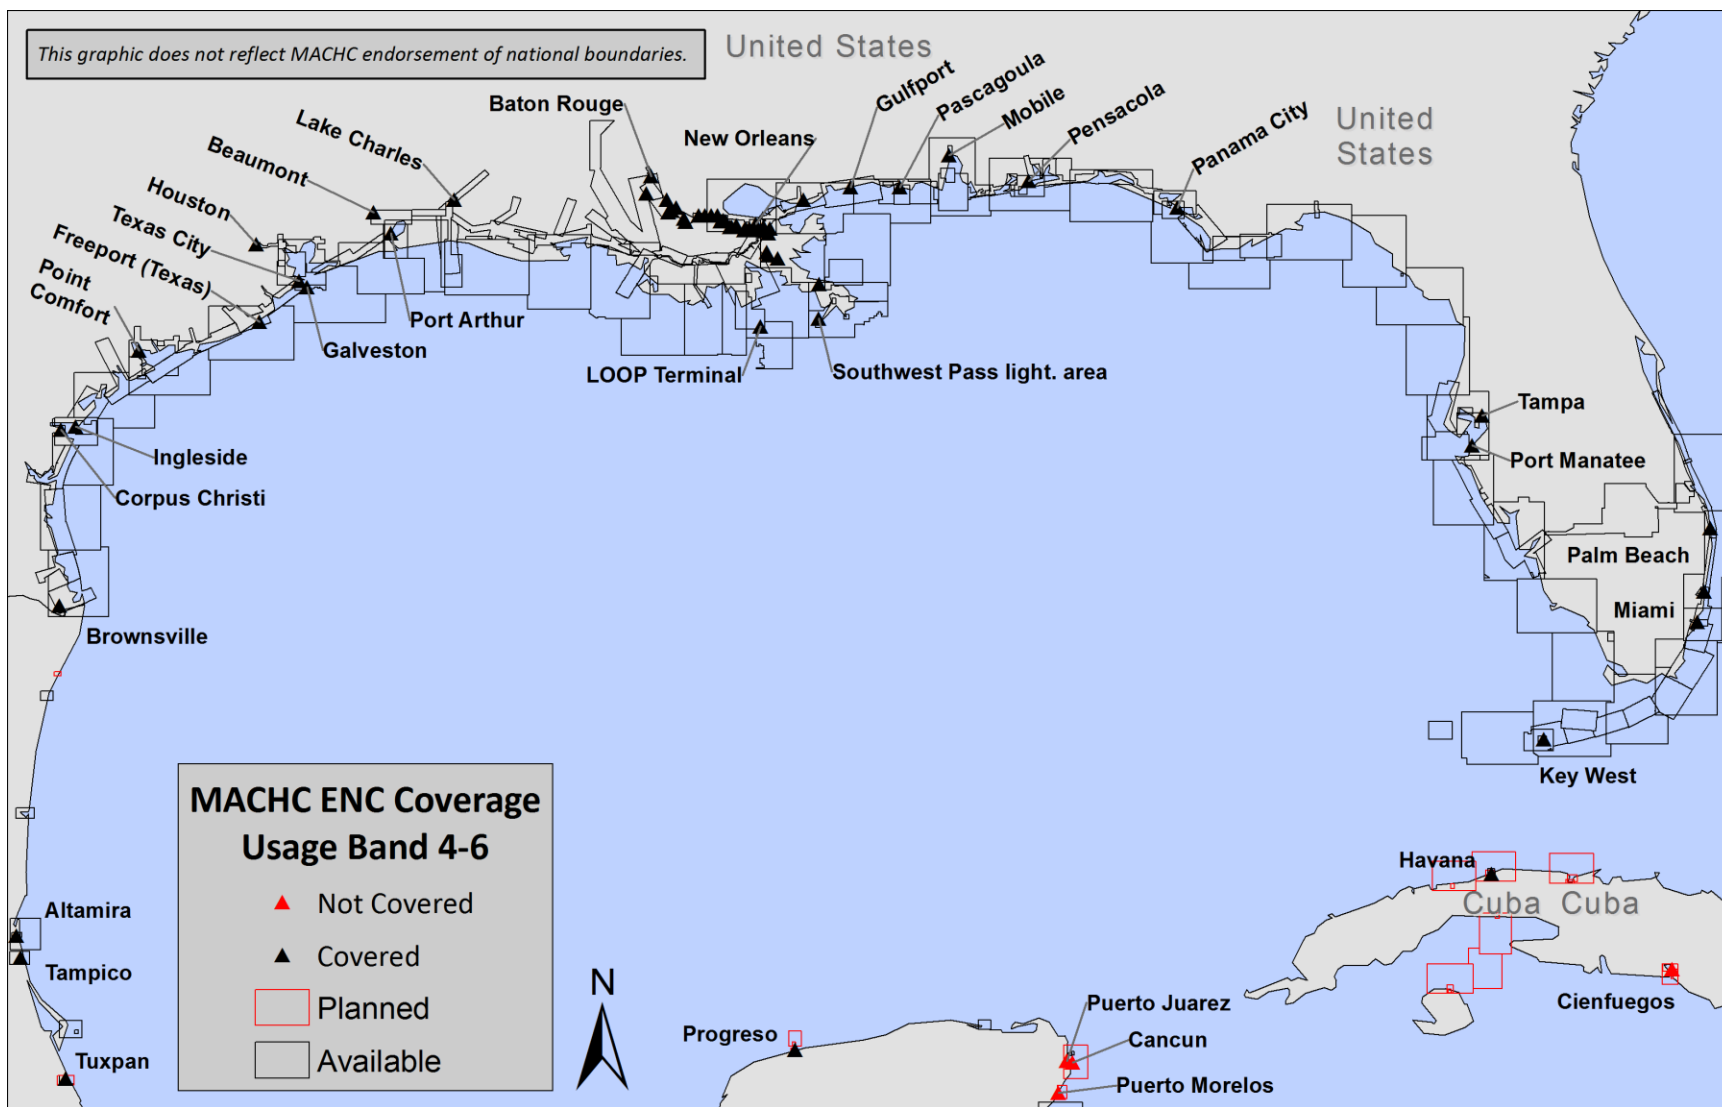 This graphic does not reflect MACHC endorsement of national boundaries.
United States
Baton Rouge
Lake Charles
Beaumont
Houston
Texas City
Freeport (Texas)
Point
Comfort
New Orleans
Gulfport
Pascagoula
Mobile
Pensacola
Panama City
United
States
Port Arthur
Galveston
LOOP Terminal
Southwest Pass light. area
Tampa
Port Manatee
Ingleside
Corpus Christi
Palm Beach
Miami
Brownsville
Key West
MACHC ENC Coverage
Usage Band 4-6
Not Covered
Covered
Planned
Available
Havana
Cuba
Cuba
Altamira
Tampico
Tuxpan
N
Progreso
Puerto Juarez
Cancun
Puerto Morelos
Cienfuegos